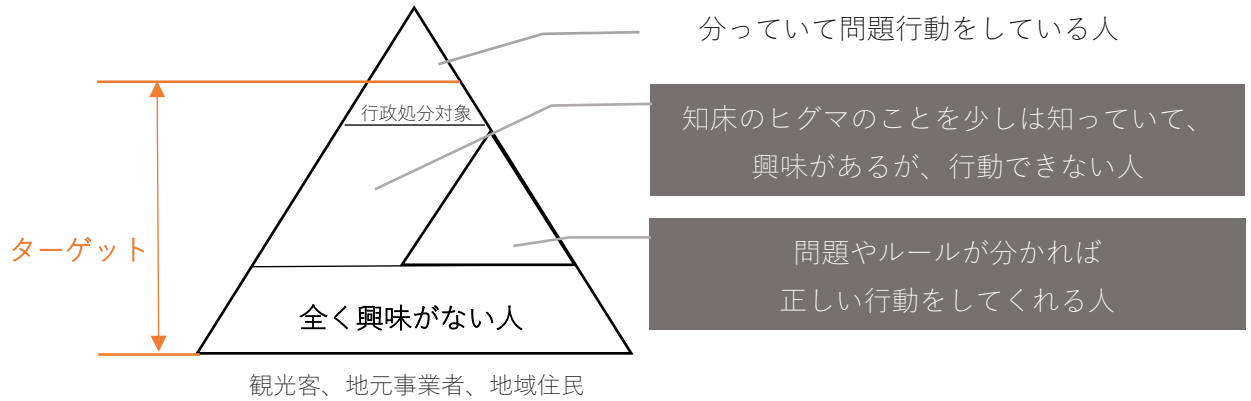 分っていて問題行動をしている人
行政処分対象
知床のヒグマのことを少しは知っていて、
興味があるが、行動できない人
ターゲット
問題やルールが分かれば
正しい行動をしてくれる人
全く興味がない人
観光客、地元事業者、地域住民